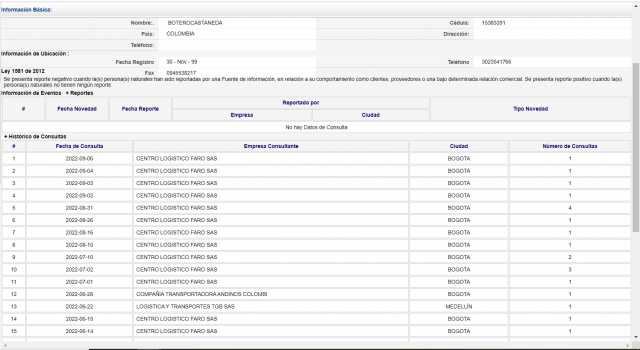 Información Básica:
Nombre:. BOTEROCASTANEDA Cédula: 15383281
País: COLOMBIA Dirección:
Teléfono:
Información de Ubicación :
Fecha Registro 30 - Nov - 99 Teléfono 3023541766
Ley 1581 de 2012 Fax 0945538217
Se presenta reporte negativo cuando la(s) persona(s) naturales han sido reportadas por una Fuente de información, en relación a su comportamiento como clientes, proveedores o una bajo determinada relación comercial. Se presenta reporte positivo cuando la(s)
persona(s) naturales no tienen ningún reporte.
Información de Eventos + Reportes
# Fecha Novedad Fecha Reporte Reportado por Tipo Novedad
Empresa Ciudad
No hay Datos de Consulta
Histórico de Consultas
# Fecha de Consulta Empresa Consultante Ciudad Número de Consultas
1 2022-09-06 CENTRO LOGISTICO FARO SAS BOGOTA 1
2 2022-09-04 CENTRO LOGISTICO FARO SAS BOGOTA 1
3 2022-09-03 CENTRO LOGISTICO FARO SAS BOGOTA 1
4 2022-09-02 CENTRO LOGISTICO FARO SAS BOGOTA 1
5 2022-08-31 CENTRO LOGISTICO FARO SAS BOGOTA 4
6 2022-08-26 CENTRO LOGISTICO FARO SAS BOGOTA 1
7 2022-08-16 CENTRO LOGISTICO FARO SAS BOGOTA 1
8 2022-08-10 CENTRO LOGISTICO FARO SAS BOGOTA 1
9 2022-07-10 CENTRO LOGISTICO FARO SAS BOGOTA 2
10 2022-07-02 CENTRO LOGISTICO FARO SAS BOGOTA 3
11 2022-07-01 CENTRO LOGISTICO FARO SAS BOGOTA 1
12 2022-06-28 COMPAÑIA TRANSPORTADORA ANDINOS COLOMBI BOGOTA 1
13 2022-06-22 LOGISTICA Y TRANSPORTES TGB SAS MEDELLIN 1
14 2022-06-18 CENTRO LOGISTICO FARO SAS BOGOTA 1
15 2022-06-14 CENTRO LOGISTICO FARO SAS BOGOTA 1